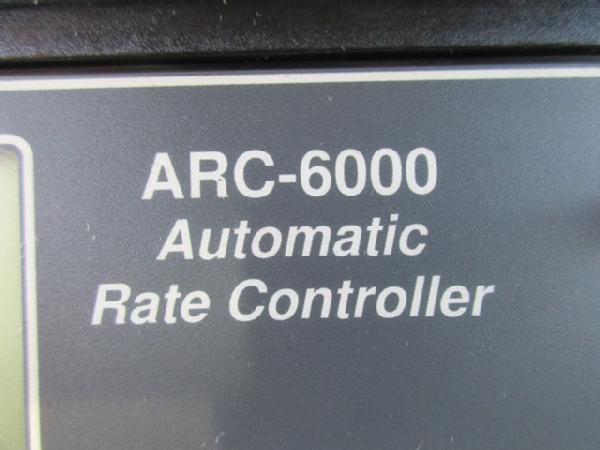 ARC-6000
Automatic
Rate Controller